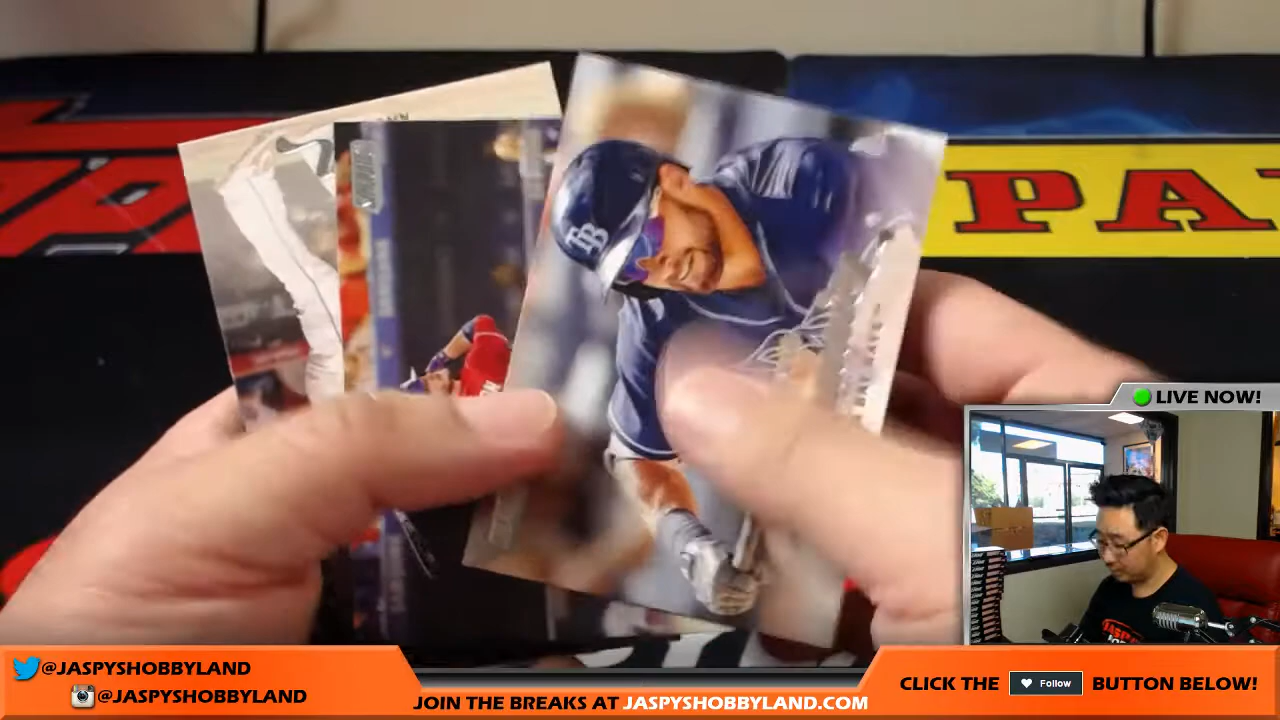 PA
TB
LIVE NOW!
@JASPYSHOBBYLAND
@JASPYSHOBBYLAND
JOIN THE BREAKS AT JASPYSHOBBYLAND.COM
CLICK THE Follow BUTTON BELOW!